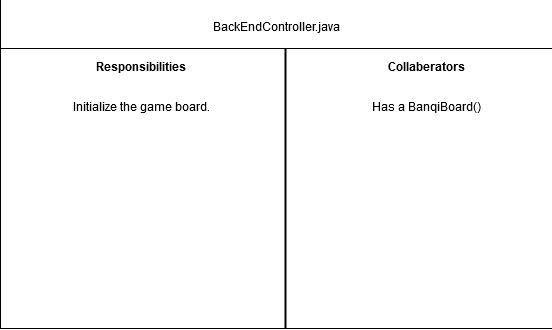 BackEndController.java
Responsibilities
Collaberators
Initialize the game board.
Has a BanqiBoard()